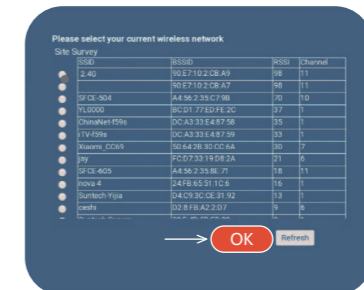 Please select your current wireless network
Site Survey
SSID BSSID RSSI Channel
2.4G 90:E7:10:2:CB:A9 98 11
90:E7:10:2:CB:A7 98 11
SFCE-504 A4:56:2:35:C7:9B 70 10
YL0000 BC:D1:77:ED:FE:2C 37 1
ChinaNet-f59s DC:A3:33:E4:87:58 35 1
iTV-f59s DC:A3:33:E4:87:59 33 1
Xiaomi_CC69 50:64:2B:30:CC:6A 30 7
jay FC:D7:33:19:D8:2A 21 6
SFCE-605 A4:56:2:35:8E:71 18 11
nova 4 24:FB:65:51:1C:6 16 1
Suntech-Yijia D4:C9:3C:CE:31:92 13 1
ceshi D2:8:FB:A2:2:D7 9 6
OK Refresh